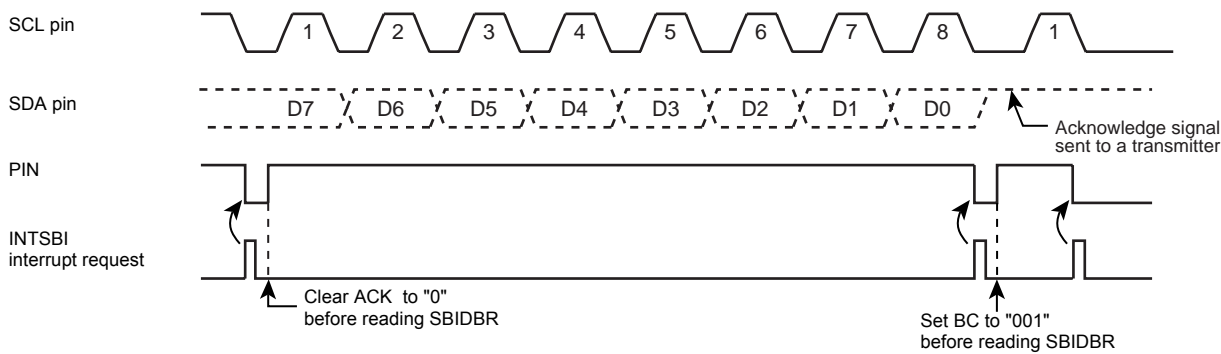 SCL pin
1 2 3 4 5 6 7 8 1
SDA pin
D7 D6 D5 D4 D3 D2 D1 D0
Acknowledge signal
sent to a transmitter
PIN
INTSBI
interrupt request
Clear ACK to "0"
before reading SBIDBR
Set BC to "001"
before reading SBIDBR